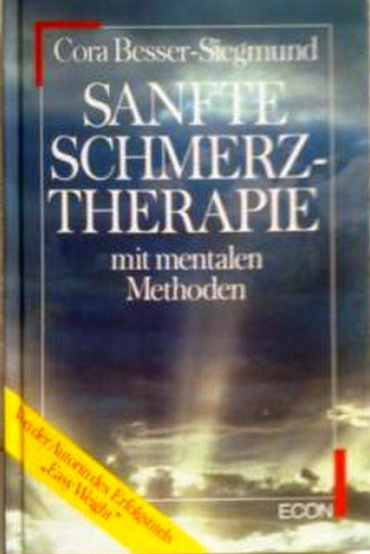 Cora Besser-Siegmund
SANFTE
SCHMERZ-
THERAPIE
mit mentalen
Methoden
Von der Autorin des Erfolgstitels
„Easy Weight“
ECON